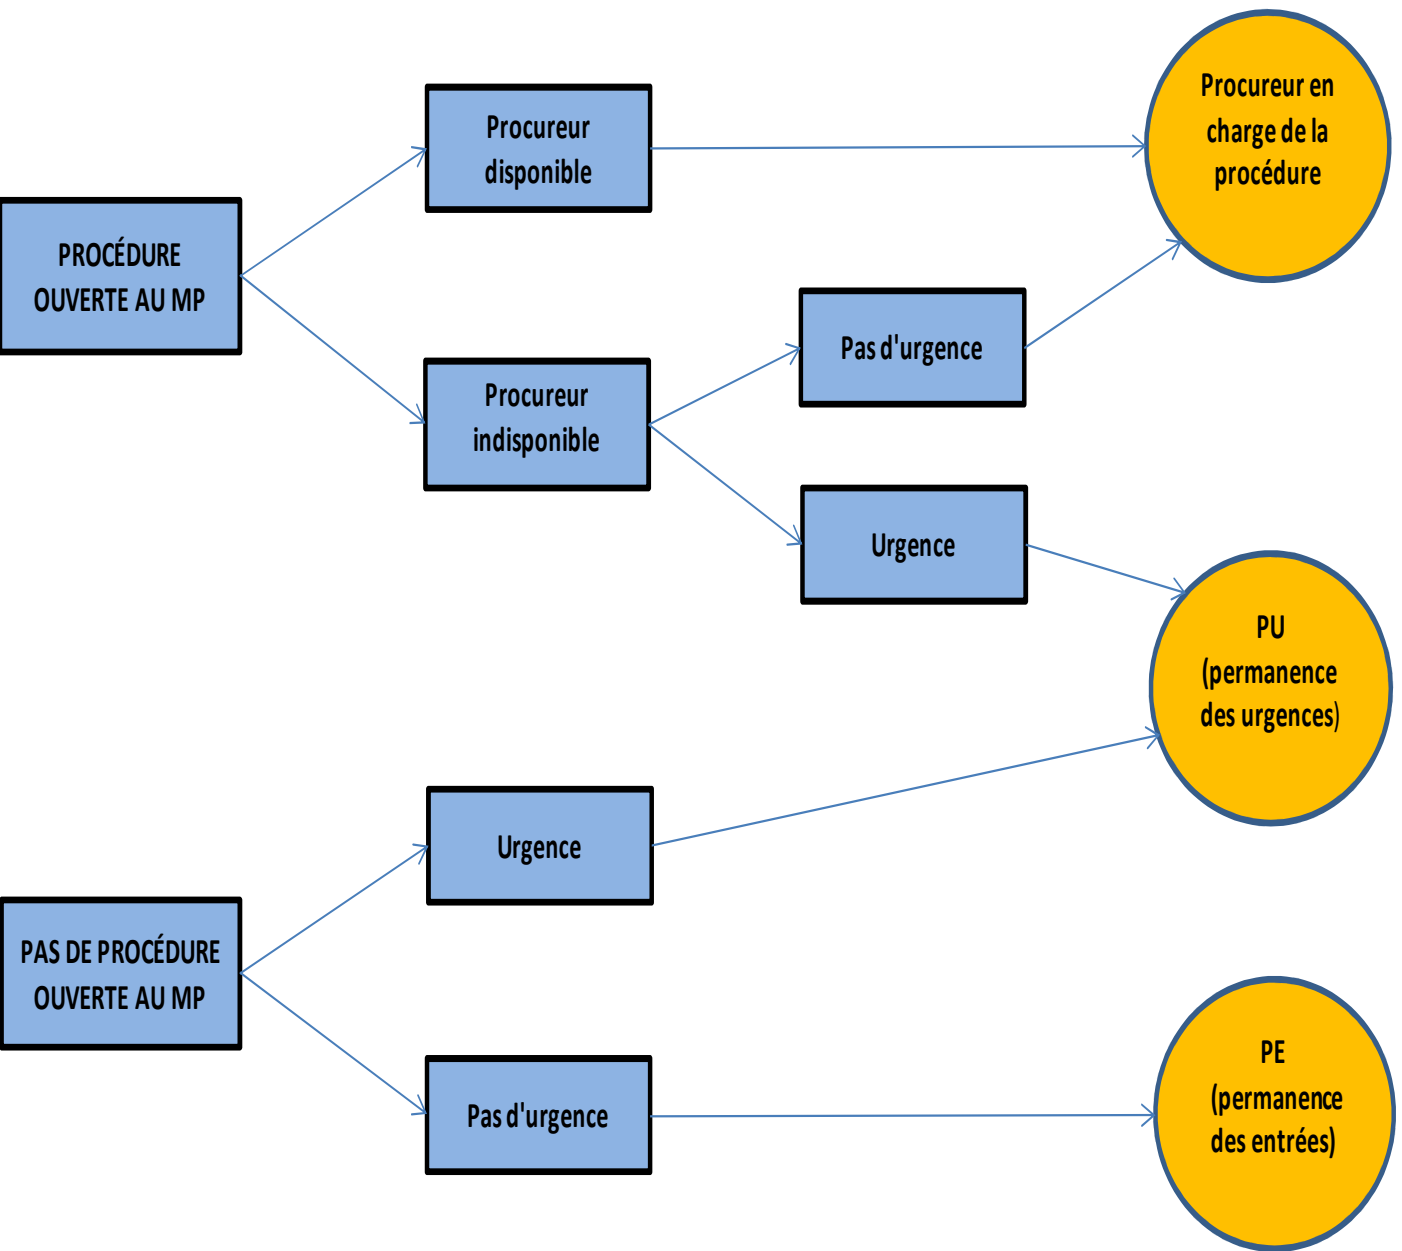 Procureur en
charge de la
procédure
Procureur
disponible
PROCÉDURE
OUVERTE AU MP
Pas d'urgence
Procureur
indisponible
Urgence
PU
(permanence
des urgences)
Urgence
PAS DE PROCÉDURE
OUVERTE AU MP
PE
(permanence
des entrées)
Pas d'urgence